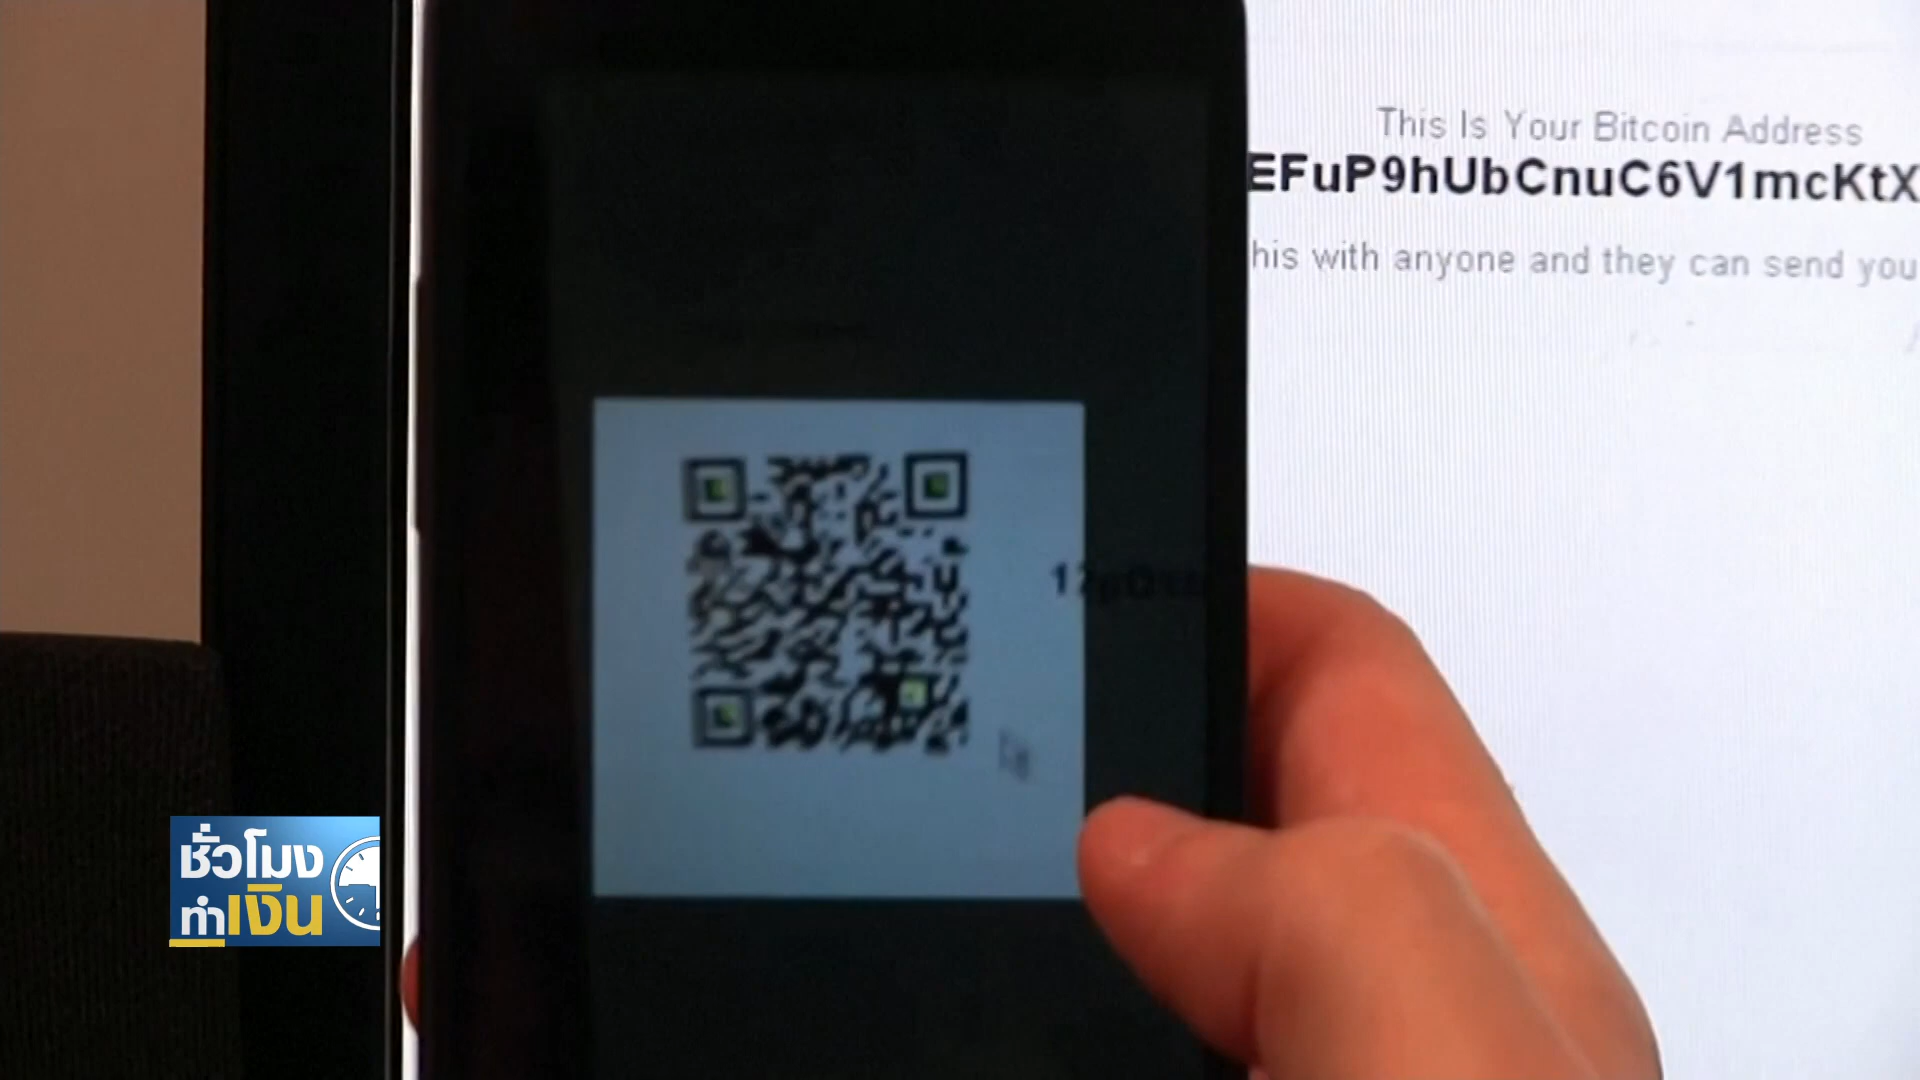 This Is Your Bitcoin Address
EFuP9hUbCnuC6V1mcKtX
his with anyone and they can send you
ชั่วโมง
ทำเงิน